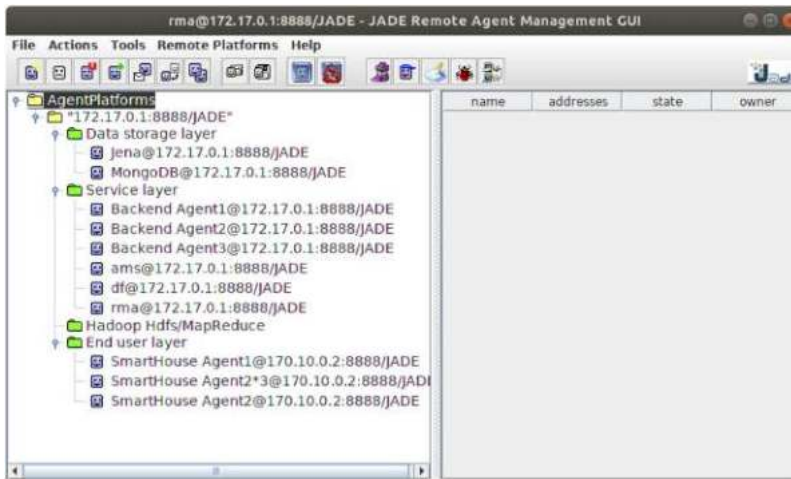 rma@172.17.0.1:8888/JADE - JADE Remote Agent Management GUI
File Actions Tools Remote Platforms Help
name addresses state owner
AgentPlatforms
"172.17.0.1:8888/JADE"
Data storage layer
Jena@172.17.0.1:8888/JADE
MongoDB@172.17.0.1:8888/JADE
Service layer
Backend Agent1@172.17.0.1:8888/JADE
Backend Agent2@172.17.0.1:8888/JADE
Backend Agent3@172.17.0.1:8888/JADE
ams@172.17.0.1:8888/JADE
df@172.17.0.1:8888/JADE
rma@172.17.0.1:8888/JADE
Hadoop Hdfs/MapReduce
End user layer
SmartHouse Agent1@170.10.0.2:8888/JADE
SmartHouse Agent2*3@170.10.0.2:8888/JADI
SmartHouse Agent2@170.10.0.2:8888/JADE